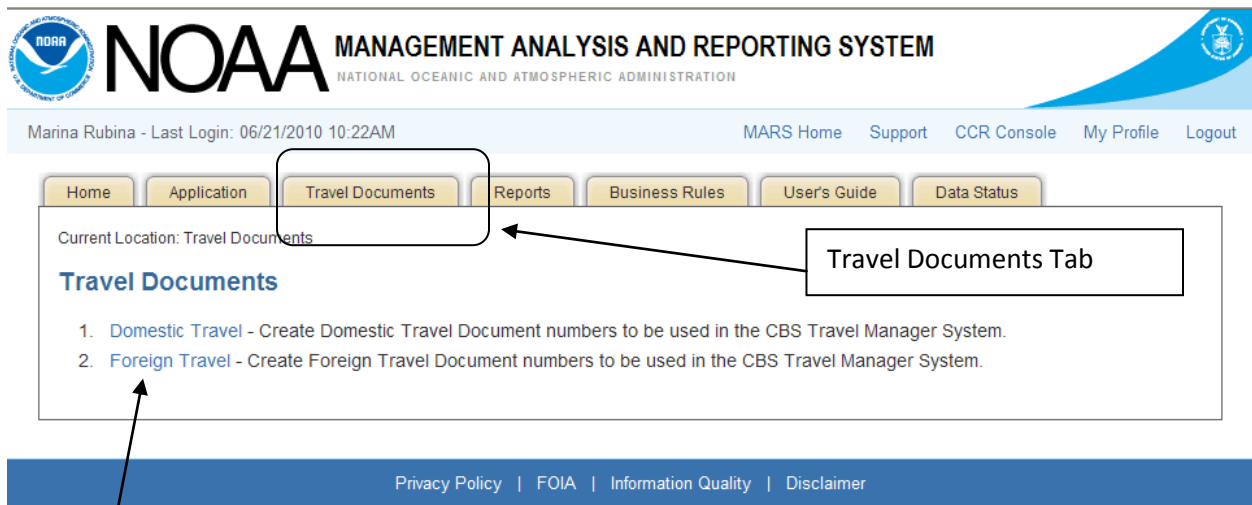 NOAA MANAGEMENT ANALYSIS AND REPORTING SYSTEM
NATIONAL OCEANIC AND ATMOSPHERIC ADMINISTRATION
Marina Rubina - Last Login: 06/21/2010 10:22AM MARS Home Support CCR Console My Profile Logout
Home Application Travel Documents Reports Business Rules User's Guide Data Status
Current Location: Travel Documents
Travel Documents Tab
Travel Documents
1. Domestic Travel - Create Domestic Travel Document numbers to be used in the CBS Travel Manager System.
2. Foreign Travel - Create Foreign Travel Document numbers to be used in the CBS Travel Manager System.
Privacy Policy | FOIA | Information Quality | Disclaimer